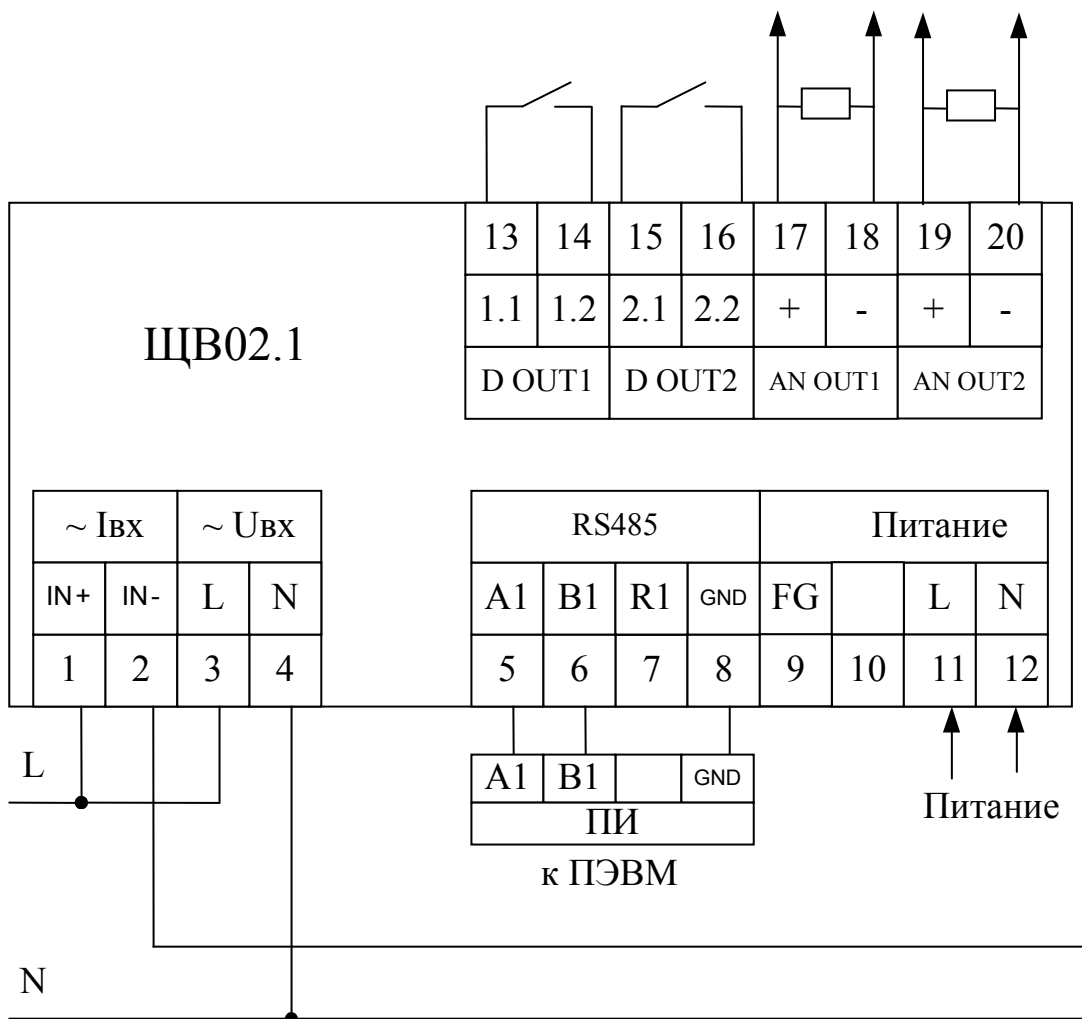 13 14 15 16 17 18 19 20
1.1 1.2 2.1 2.2 + - + -
ЩВ02.1
D OUT1 D OUT2 AN OUT1 AN OUT2
~ Iвх ~ Uвх RS485 Питание
IN+ IN- L N A1 B1 R1 GND FG L N
1 2 3 4 5 6 7 8 9 10 11 12
L
A1 B1 GND
Питание
ПИ
к ПЭВМ
N